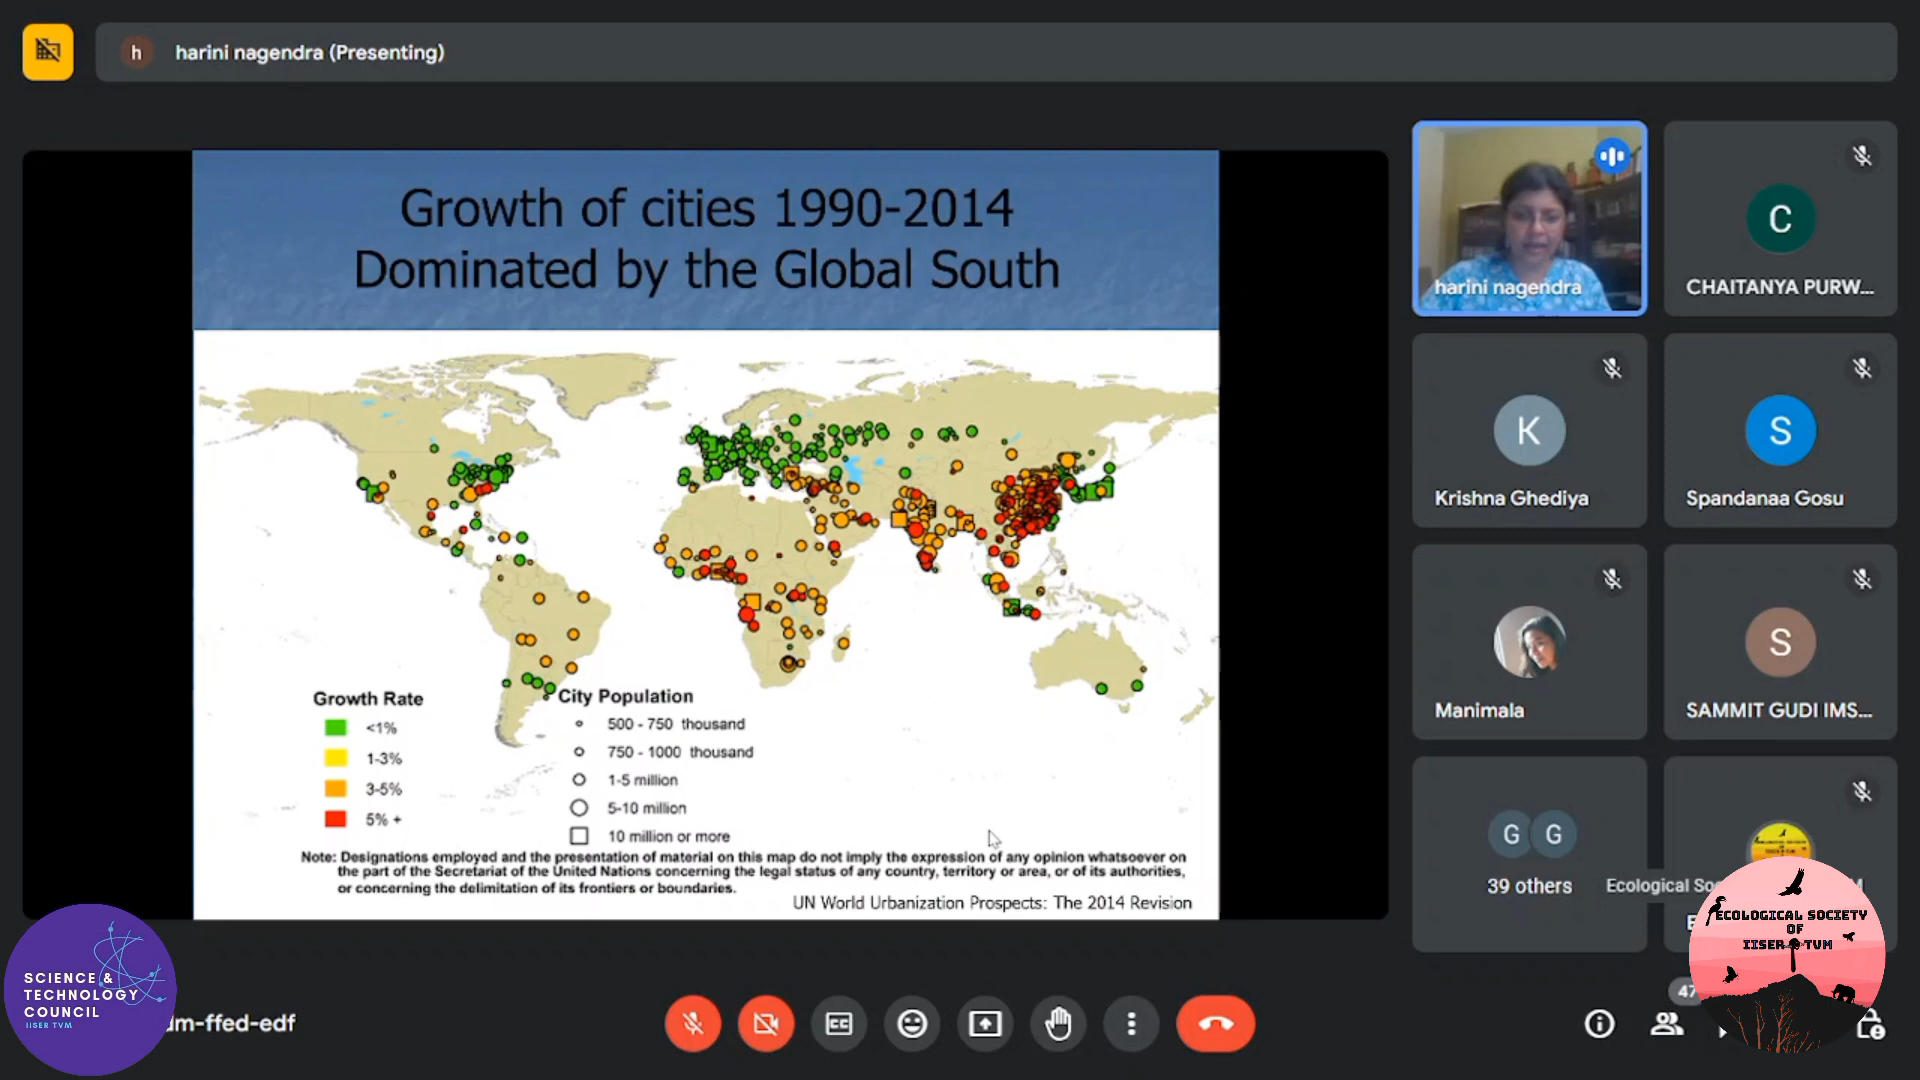 h harini nagendra (Presenting)
Growth of cities 1990-2014
Dominated by the Global South
Growth Rate
<1%
1-3%
3-5%
5% +
City Population
500 - 750 thousand
750 - 1000 thousand
1-5 million
5-10 million
10 million or more
Note: Designations employed and the presentation of material on this map do not imply the expression of any opinion whatsoever on
the part of the Secretariat of the United Nations concerning the legal status of any country, territory or area, or of its authorities,
or concerning the delimitation of its frontiers or boundaries.
UN World Urbanization Prospects: The 2014 Revision
harini nagendra
C
CHAITANYA PURW...
K
Krishna Ghediya
S
Spandanaa Gosu
Manimala
S
SAMMIT GUDI IMS...
G G
39 others
Ecological
ECOLOGICAL SOCIETY
OF
IISER TVM
SCIENCE &
TECHNOLOGY
COUNCIL
IISER TVM
-ffed-edf
CC
47